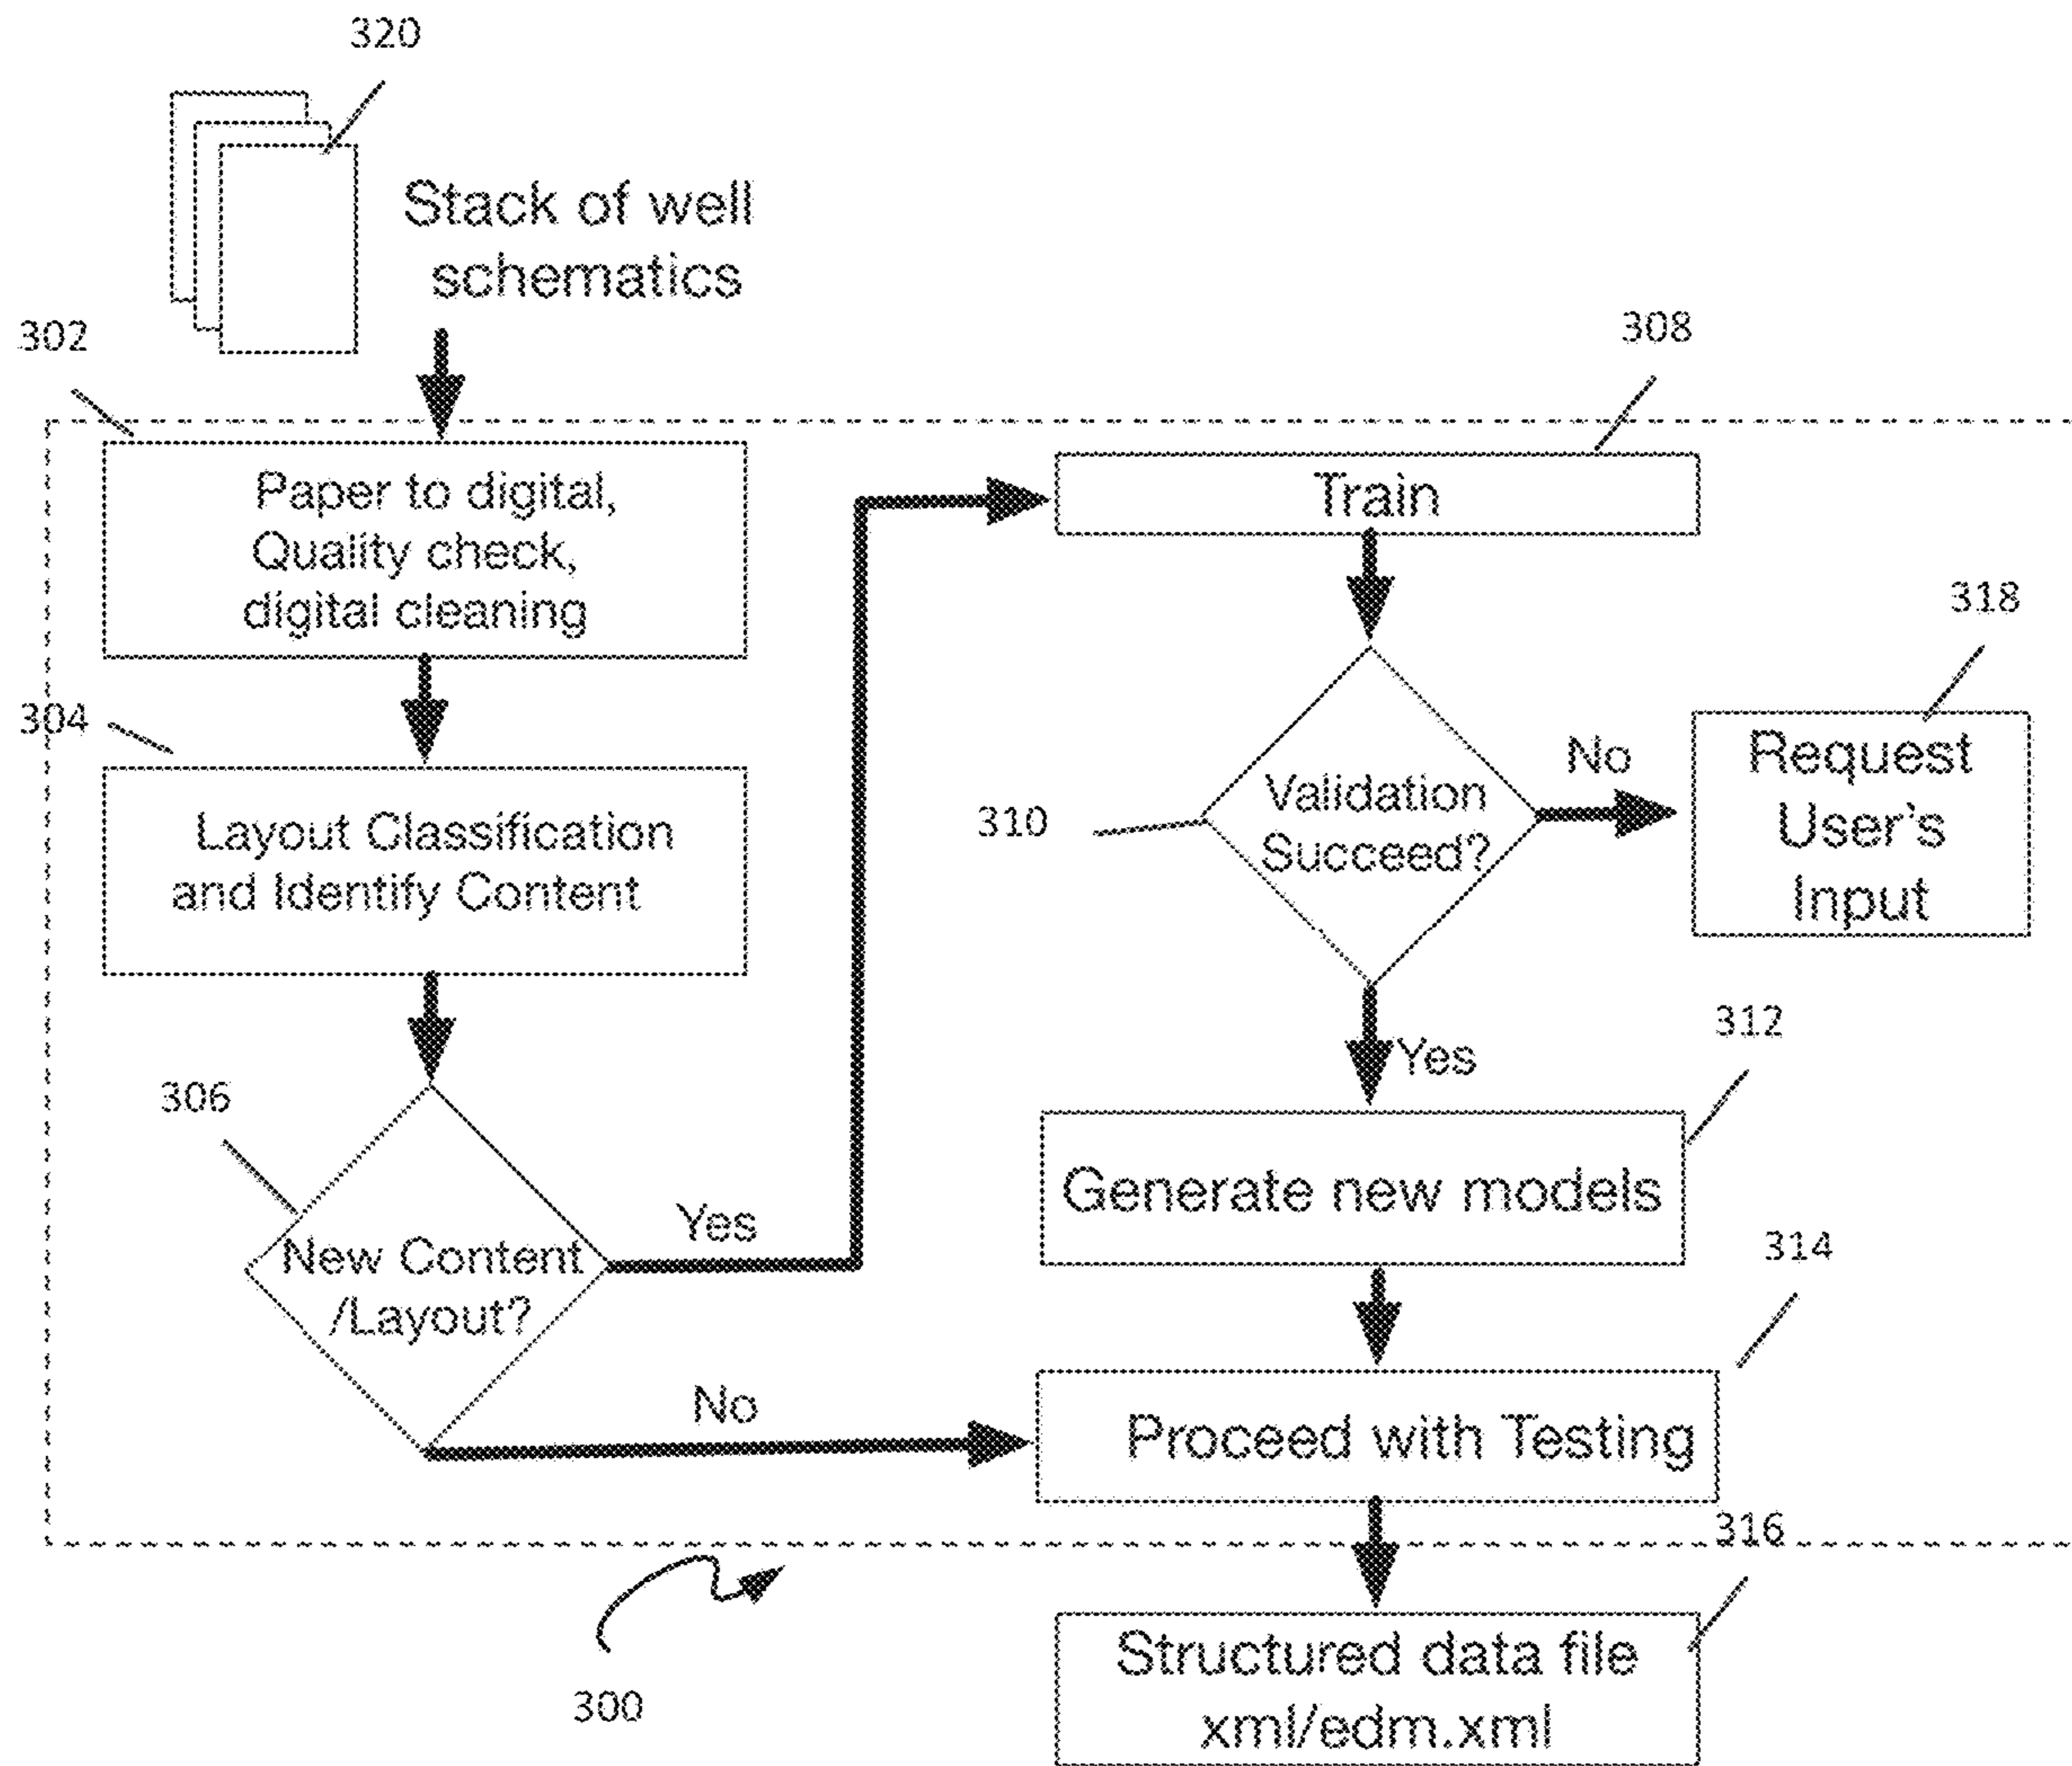 320
Stack of well
schematics
302
308
Paper to digital,
Quality check,
digital cleaning
Train
318
304
Layout Classification
and Identify Content
310
Validation
Succeed?
No
Request
User's
Input
306
Yes
312
New Content
/Layout?
Yes
Generate new models
314
No
Proceed with Testing
316
300
Structured data file
xml/edm.xml